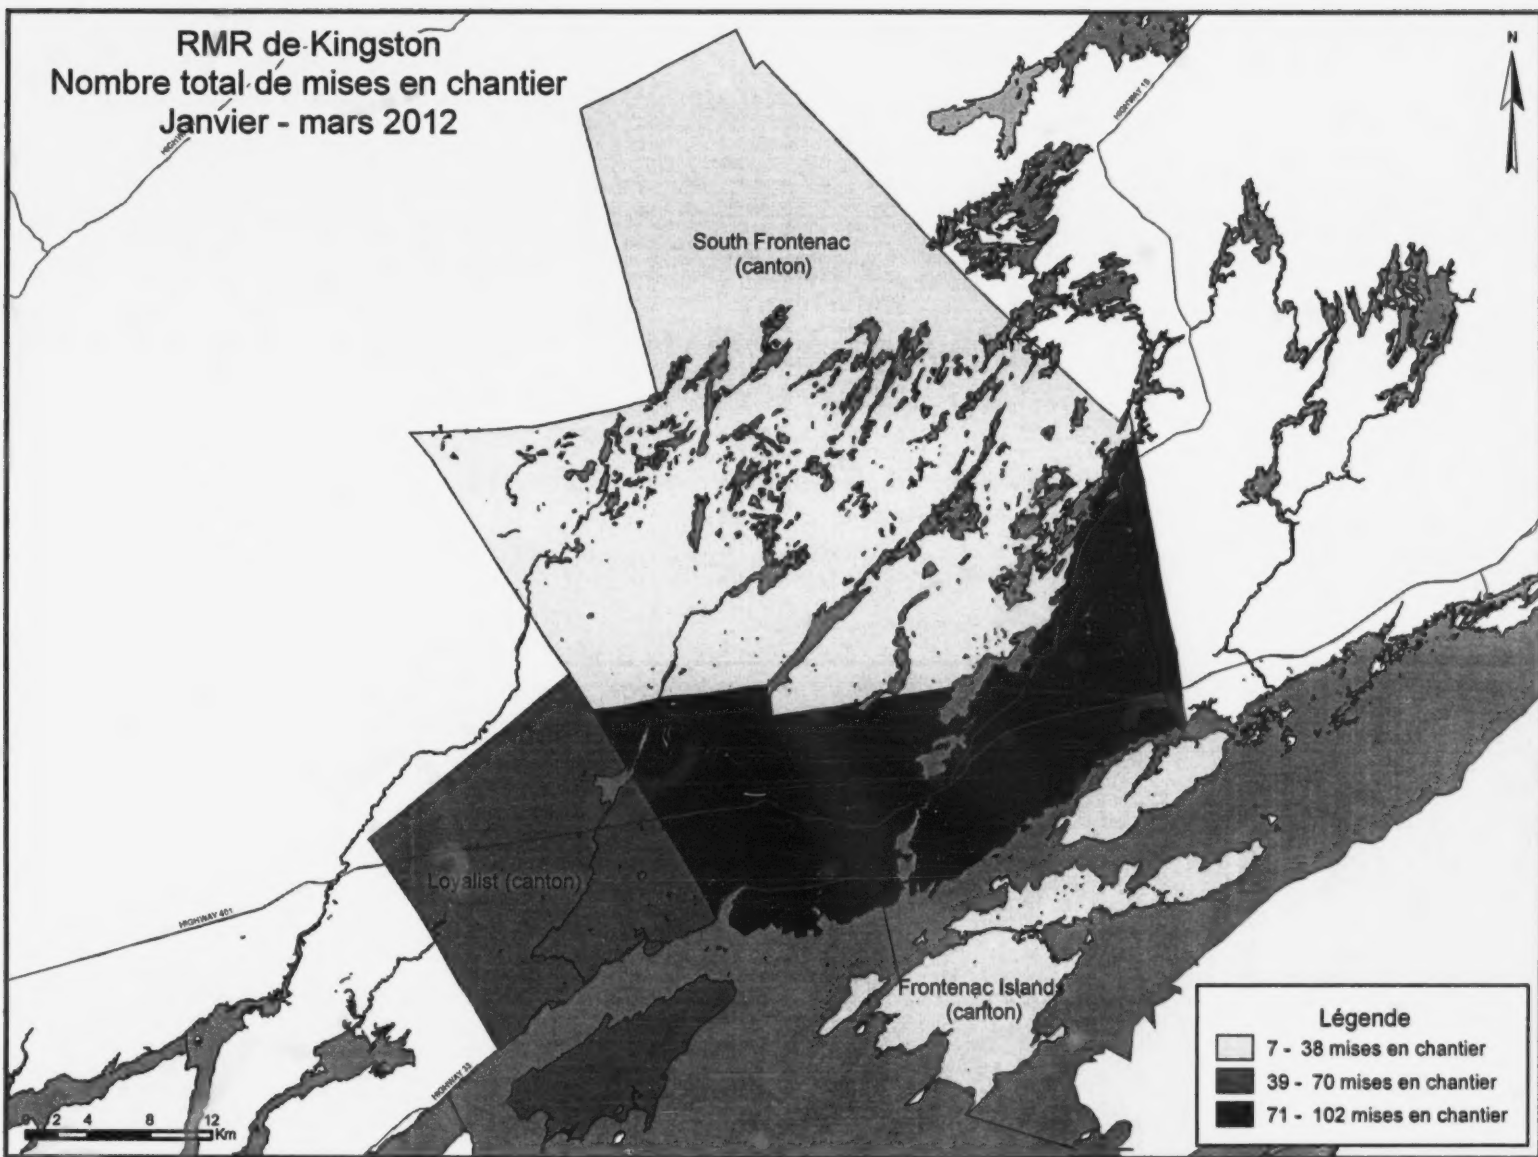 RMR de Kingston
Nombre total de mises en chantier
Janvier - mars 2012
N
HIGHWAY 15
South Frontenac
(canton)
Loyalist (canton)
HIGHWAY 401
Frontenac Islands
(canton)
HIGHWAY 33
Légende
7 - 38 mises en chantier
39 - 70 mises en chantier
71 - 102 mises en chantier
0 2 4 8 12
Km